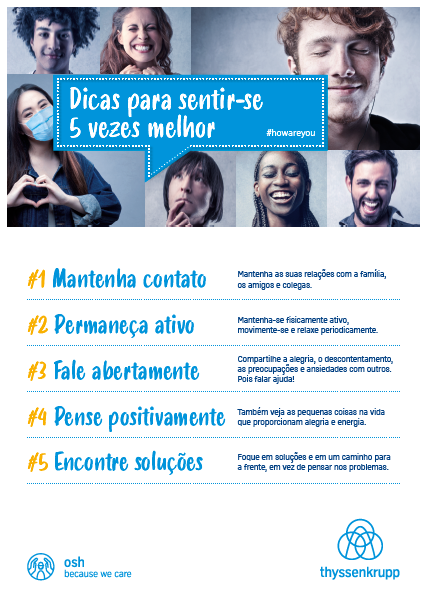 Dicas para sentir-se
5 vezes melhor
#howareyou
#1 Mantenha contato
Mantenha as suas relações com a família,
os amigos e colegas.
#2 Permaneça ativo
Mantenha-se fisicamente ativo,
movimente-se e relaxe periodicamente.
#3 Fale abertamente
Compartilhe a alegria, o descontentamento,
as preocupações e ansiedades com outros.
Pois falar ajuda!
#4 Pense positivamente
Também veja as pequenas coisas na vida
que proporcionam alegria e energia.
#5 Encontre soluções
Foque em soluções e em um caminho para
a frente, em vez de pensar nos problemas.
osh
because we care
thyssenkrupp